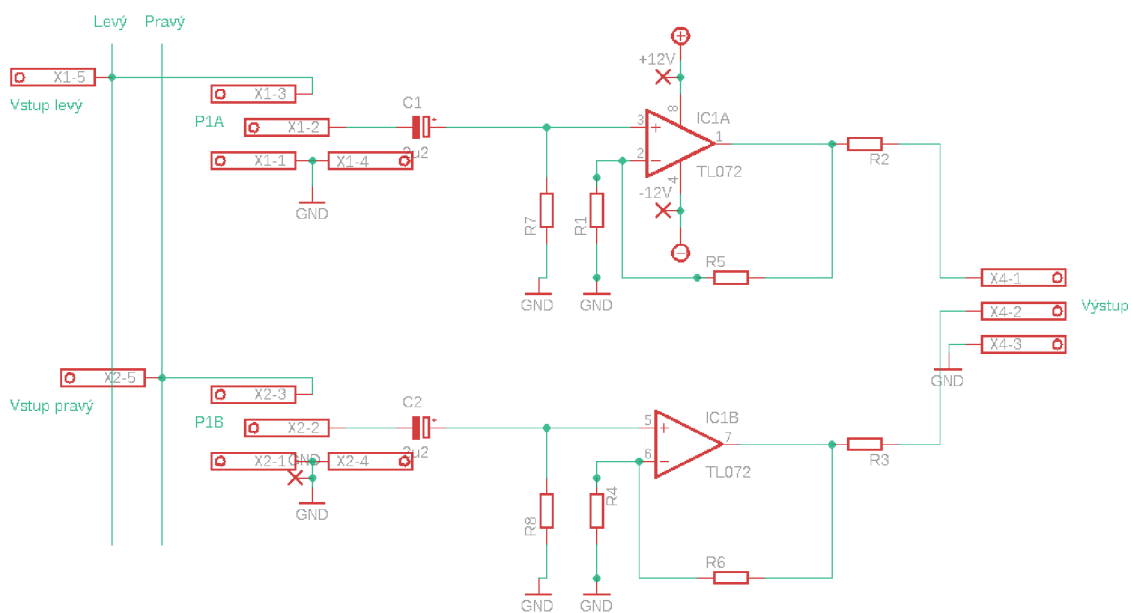 Levý Pravý
X1-5
Vstup levý
X1-3
P1A
X1-2
X1-1
X1-4
GND
C1
2u2
R7
GND
R1
GND
+12V
-12V
3
2
8
4
1
IC1A
TL072
R5
R2
X4-1
X4-2
X4-3
Výstup
GND
X2-5
Vstup pravý
X2-3
P1B
X2-2
X2-1
GND
X2-4
GND
C2
2u2
R8
GND
R4
GND
5
6
7
IC1B
TL072
R6
R3